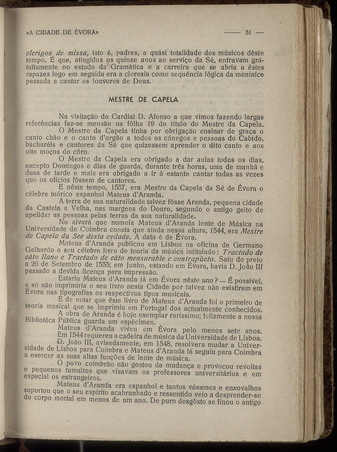 «A CIDADE DE ÉVORA» — 51 —
clerigos de missa, isto é, padres, a quási totalidade dos músicos dêste
tempo. É que, atingidos os quinze anos ao serviço da Sé, entravam gra-
tuitamente no estudo da Gramática e a carreira que se abria a êstes
rapazes logo em seguida era a cleresia como sequência lógica da meninice
passada a cantar os louvores de Deus.
MESTRE DE CAPELA
Na visitação do Cardial D. Afonso a que vimos fazendo largas
referências faz-se menção na fôlha 19 do título do Mestre da Capela.
O Mestre da Capela tinha por obrigação ensinar de graça o
canto chão e o canto d'orgão a todos os cónegos e pessoas do Cabido,
bacharéis e cantores da Sé que quizessem aprender o dito canto e aos
oito moços do côro.
O Mestre da Capela era obrigado a dar aulas todos os dias,
excepto Domingos e dias de guarda, durante três horas, uma de manhã e
duas de tarde e mais era obrigado a ir à estante cantar todas as vezes
que os ofícios fôssem de cantores.
E nêste tempo, 1537, era Mestre da Capela da Sé de Évora o
célebre teórico espanhol Mateus d'Aranda.
A terra de sua naturalidade talvez fôsse Aranda, pequena cidade
da Castela a Velha, nas margens do Douro, segundo o antigo geito de
apelidar as pessoas pelas terras da sua naturalidade.
No alvará que nomeia Mateus d'Aranda lente de Música na
Universidade de Coimbra consta que ainda nessa altura, 1544, era Mestre
de Capela da See desta cydade. A data é de Évora.
Mateus d'Aranda publicou em Lisboa na oficina de Germano
Galhardo o seu célebre livro de teoria da música intitulado: Tractado de
cãto llano e Tractado de cãto mensurable e contrapũcto. Saiu do prelo
a 26 de Setembro de 1533; em Junho, estando em Évora, havia D. João III
passado a devida licença para impressão.
Estaria Mateus d'Aranda já em Évora nêste ano? — É possível,
e só não imprimiria o seu livro nesta Cidade por talvez não existirem em
Évora nas tipografias os respectivos tipos musicais.
É de notar que êste livro de Mateus d'Aranda foi o primeiro de
teoria musical que se imprimiu em Portugal dos actualmente conhecidos.
A obra de Aranda é hoje exemplar raríssimo; felizmente a nossa
Biblioteca Pública guarda um espécimen.
Mateus d'Aranda viveu em Évora pelo menos sete anos.
Em 1544 requereu a cadeira de música da Universidade de Lisboa.
D. João III, avisadamente, em 1548, resolvera mudar a Univer-
sidade de Lisboa para Coimbra e Mateus d'Aranda lá seguiu para Coimbra
a exercer as suas altas funções de lente de música.
O povo coimbrão não gostou da mudança e provocou revoltas
e pequenos tumultos que visavam os professores universitários e em
especial os estrangeiros.
Mateus d'Aranda era espanhol e tantos véxames e enxovalhos
suportou que o seu espírito acabrunhado e ressentido veio a desprender-se
do corpo mortal em menos de um ano. De puro desgôsto se finou o antigo